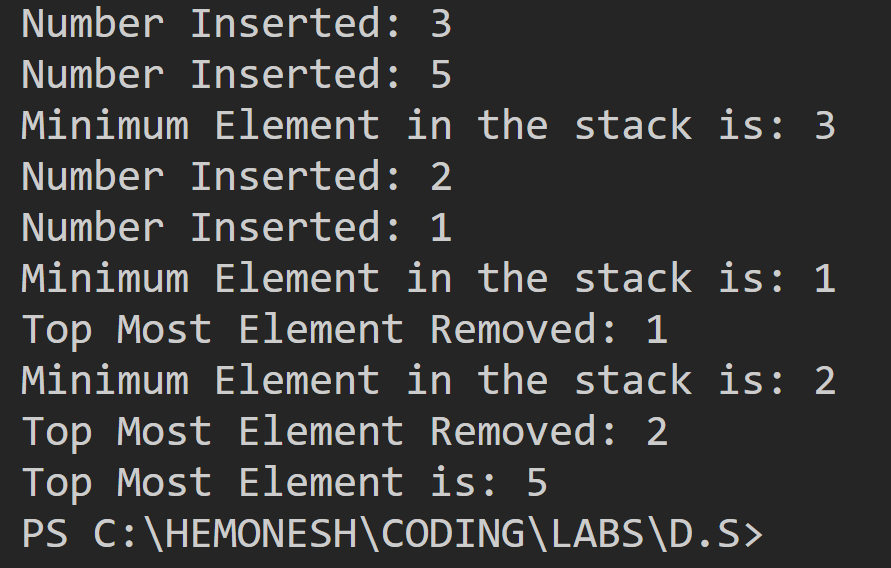 Number Inserted: 3
Number Inserted: 5
Minimum Element in the stack is: 3
Number Inserted: 2
Number Inserted: 1
Minimum Element in the stack is: 1
Top Most Element Removed: 1
Minimum Element in the stack is: 2
Top Most Element Removed: 2
Top Most Element is: 5
PS C:\HEMONESH\CODING\LABS\D.S>